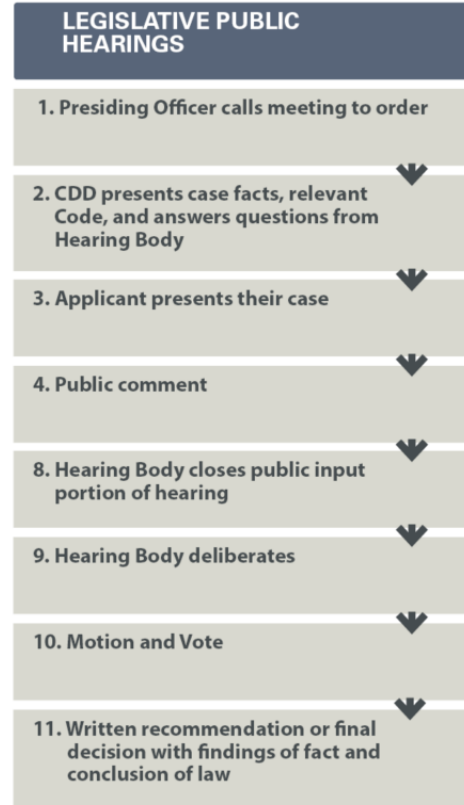 LEGISLATIVE PUBLIC
HEARINGS
1. Presiding Officer calls meeting to order
2. CDD presents case facts, relevant
Code, and answers questions from
Hearing Body
3. Applicant presents their case
4. Public comment
8. Hearing Body closes public input
portion of hearing
9. Hearing Body deliberates
10. Motion and Vote
11. Written recommendation or final
decision with findings of fact and
conclusion of law